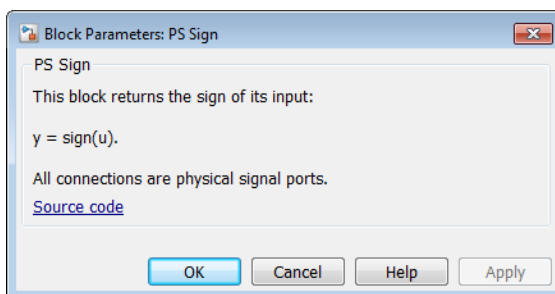 Block Parameters: PS Sign
PS Sign
This block returns the sign of its input:
y = sign(u).
All connections are physical signal ports.
Source code
OK Cancel Help Apply